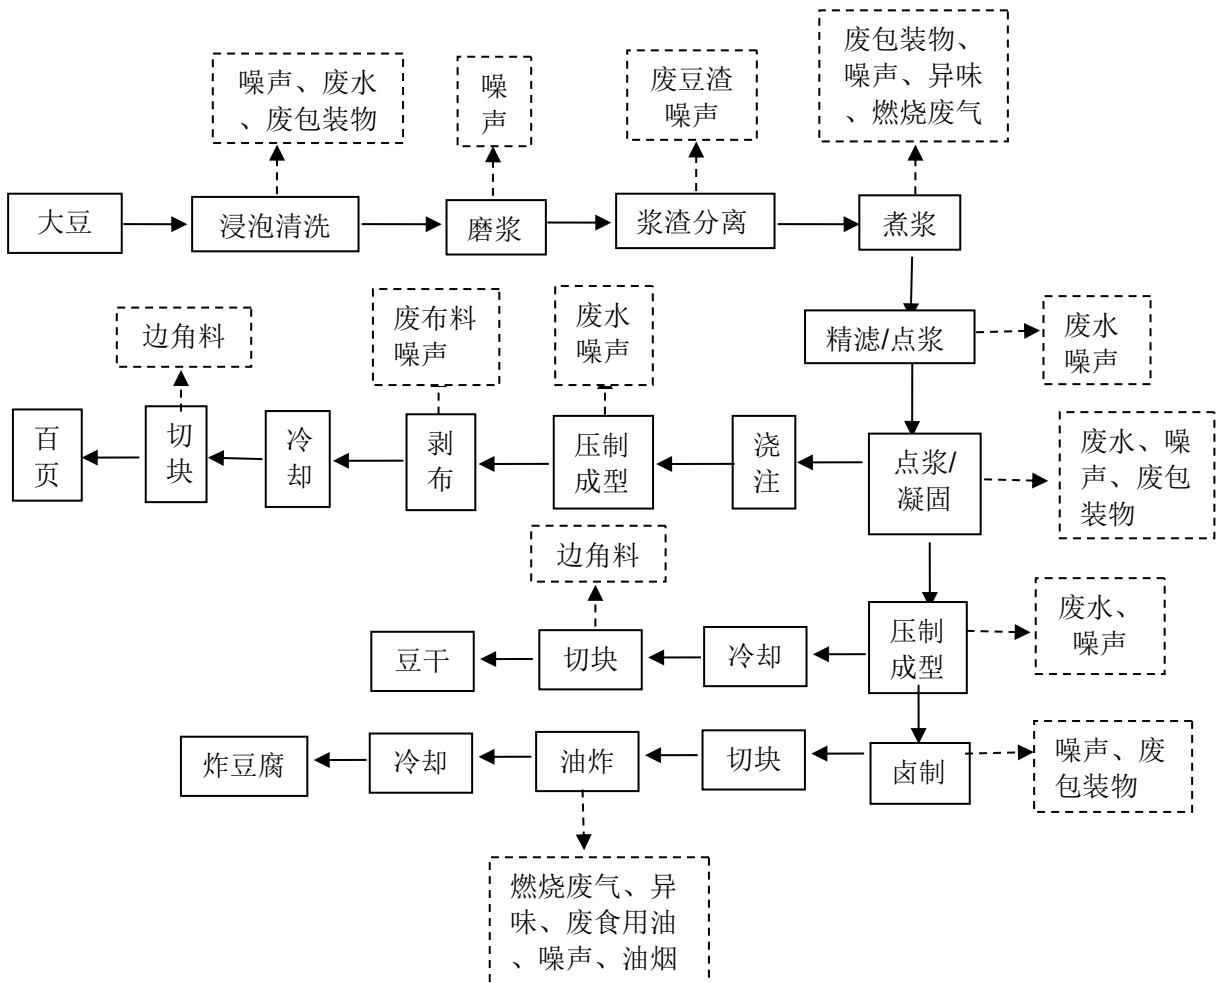 噪声、废水
、废包装物
噪
声
废豆渣
噪声
废包装物、
噪声、异味
、燃烧废气
大豆
浸泡清洗
磨浆
浆渣分离
煮浆
边角料
废布料
噪声
废水
噪声
精滤/点浆
废水
噪声
百
页
切
块
冷
却
剥
布
压制
成型
浇
注
点浆/
凝固
废水、噪
声、废包
装物
边角料
豆干
切块
冷却
压制
成型
废水、
噪声
炸豆腐
冷却
油炸
切块
卤制
噪声、废
包装物
燃烧废气、异
味、废食用油
、噪声、油烟